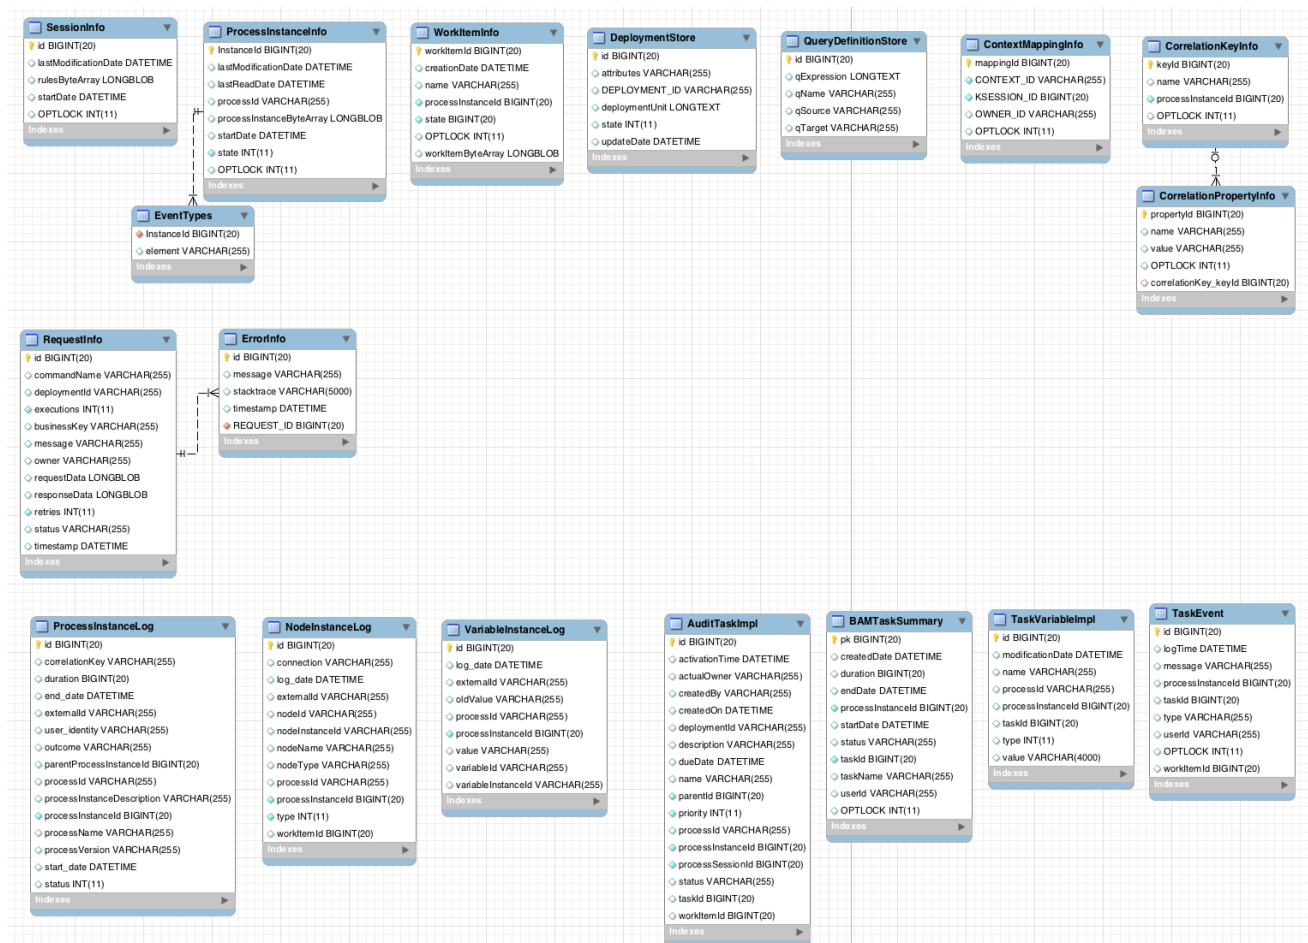 SessionInfo
id BIGINT(20)
lastModificationDate DATETIME
rulesByteArray LONGBLOB
startDate DATETIME
OPTLOCK INT(11)
Indexes
ProcessInstanceInfo
InstanceId BIGINT(20)
lastModificationDate DATETIME
lastReadDate DATETIME
processId VARCHAR(255)
processInstanceByteArray LONGBLOB
startDate DATETIME
state INT(11)
OPTLOCK INT(11)
Indexes
WorkItemInfo
workItemId BIGINT(20)
creationDate DATETIME
name VARCHAR(255)
processInstanceId BIGINT(20)
state BIGINT(20)
OPTLOCK INT(11)
workItemByteArray LONGBLOB
Indexes
DeploymentStore
id BIGINT(20)
attributes VARCHAR(255)
DEPLOYMENT_ID VARCHAR(255)
deploymentUnit LONGTEXT
state INT(11)
updateDate DATETIME
Indexes
QueryDefinitionStore
id BIGINT(20)
qExpression LONGTEXT
qName VARCHAR(255)
qSource VARCHAR(255)
qTarget VARCHAR(255)
Indexes
ContextMappingInfo
mappingId BIGINT(20)
CONTEXT_ID VARCHAR(255)
KSESSION_ID BIGINT(20)
OWNER_ID VARCHAR(255)
OPTLOCK INT(11)
Indexes
CorrelationKeyInfo
keyId BIGINT(20)
name VARCHAR(255)
processInstanceId BIGINT(20)
OPTLOCK INT(11)
Indexes
EventTypes
InstanceId BIGINT(20)
element VARCHAR(255)
Indexes
CorrelationPropertyInfo
propertyId BIGINT(20)
name VARCHAR(255)
value VARCHAR(255)
OPTLOCK INT(11)
correlationKey_keyId BIGINT(20)
Indexes
RequestInfo
id BIGINT(20)
commandName VARCHAR(255)
deploymentId VARCHAR(255)
executions INT(11)
businessKey VARCHAR(255)
message VARCHAR(255)
owner VARCHAR(255)
requestData LONGBLOB
responseData LONGBLOB
retries INT(11)
status VARCHAR(255)
timestamp DATETIME
Indexes
ErrorInfo
id BIGINT(20)
message VARCHAR(255)
stacktrace VARCHAR(5000)
timestamp DATETIME
REQUEST_ID BIGINT(20)
Indexes
ProcessInstanceLog
id BIGINT(20)
correlationKey VARCHAR(255)
duration BIGINT(20)
end_date DATETIME
externalId VARCHAR(255)
user_identity VARCHAR(255)
outcome VARCHAR(255)
parentProcessInstanceId BIGINT(20)
processId VARCHAR(255)
processInstanceDescription VARCHAR(255)
processInstanceId BIGINT(20)
processName VARCHAR(255)
processVersion VARCHAR(255)
start_date DATETIME
status INT(11)
Indexes
NodeInstanceLog
id BIGINT(20)
connection VARCHAR(255)
log_date DATETIME
externalId VARCHAR(255)
nodeId VARCHAR(255)
nodeInstanceId VARCHAR(255)
nodeName VARCHAR(255)
nodeType VARCHAR(255)
processId VARCHAR(255)
processInstanceId BIGINT(20)
type INT(11)
workItemId BIGINT(20)
Indexes
VariableInstanceLog
id BIGINT(20)
log_date DATETIME
externalId VARCHAR(255)
oldValue VARCHAR(255)
processId VARCHAR(255)
processInstanceId BIGINT(20)
value VARCHAR(255)
variableId VARCHAR(255)
variableInstanceId VARCHAR(255)
Indexes
AuditTaskImpl
id BIGINT(20)
activationTime DATETIME
actualOwner VARCHAR(255)
createdBy VARCHAR(255)
createdOn DATETIME
deploymentId VARCHAR(255)
description VARCHAR(255)
dueDate DATETIME
name VARCHAR(255)
parentId BIGINT(20)
priority INT(11)
processId VARCHAR(255)
processInstanceId BIGINT(20)
processSessionId BIGINT(20)
status VARCHAR(255)
taskId BIGINT(20)
workItemId BIGINT(20)
Indexes
BAMTaskSummary
pk BIGINT(20)
createdDate DATETIME
duration BIGINT(20)
endDate DATETIME
processInstanceId BIGINT(20)
startDate DATETIME
status VARCHAR(255)
taskId BIGINT(20)
taskName VARCHAR(255)
userId VARCHAR(255)
OPTLOCK INT(11)
Indexes
TaskVariableImpl
id BIGINT(20)
modificationDate DATETIME
name VARCHAR(255)
processId VARCHAR(255)
processInstanceId BIGINT(20)
taskId BIGINT(20)
type INT(11)
value VARCHAR(4000)
Indexes
TaskEvent
id BIGINT(20)
logTime DATETIME
message VARCHAR(255)
processInstanceId BIGINT(20)
taskId BIGINT(20)
type VARCHAR(255)
userId VARCHAR(255)
OPTLOCK INT(11)
workItemId BIGINT(20)
Indexes